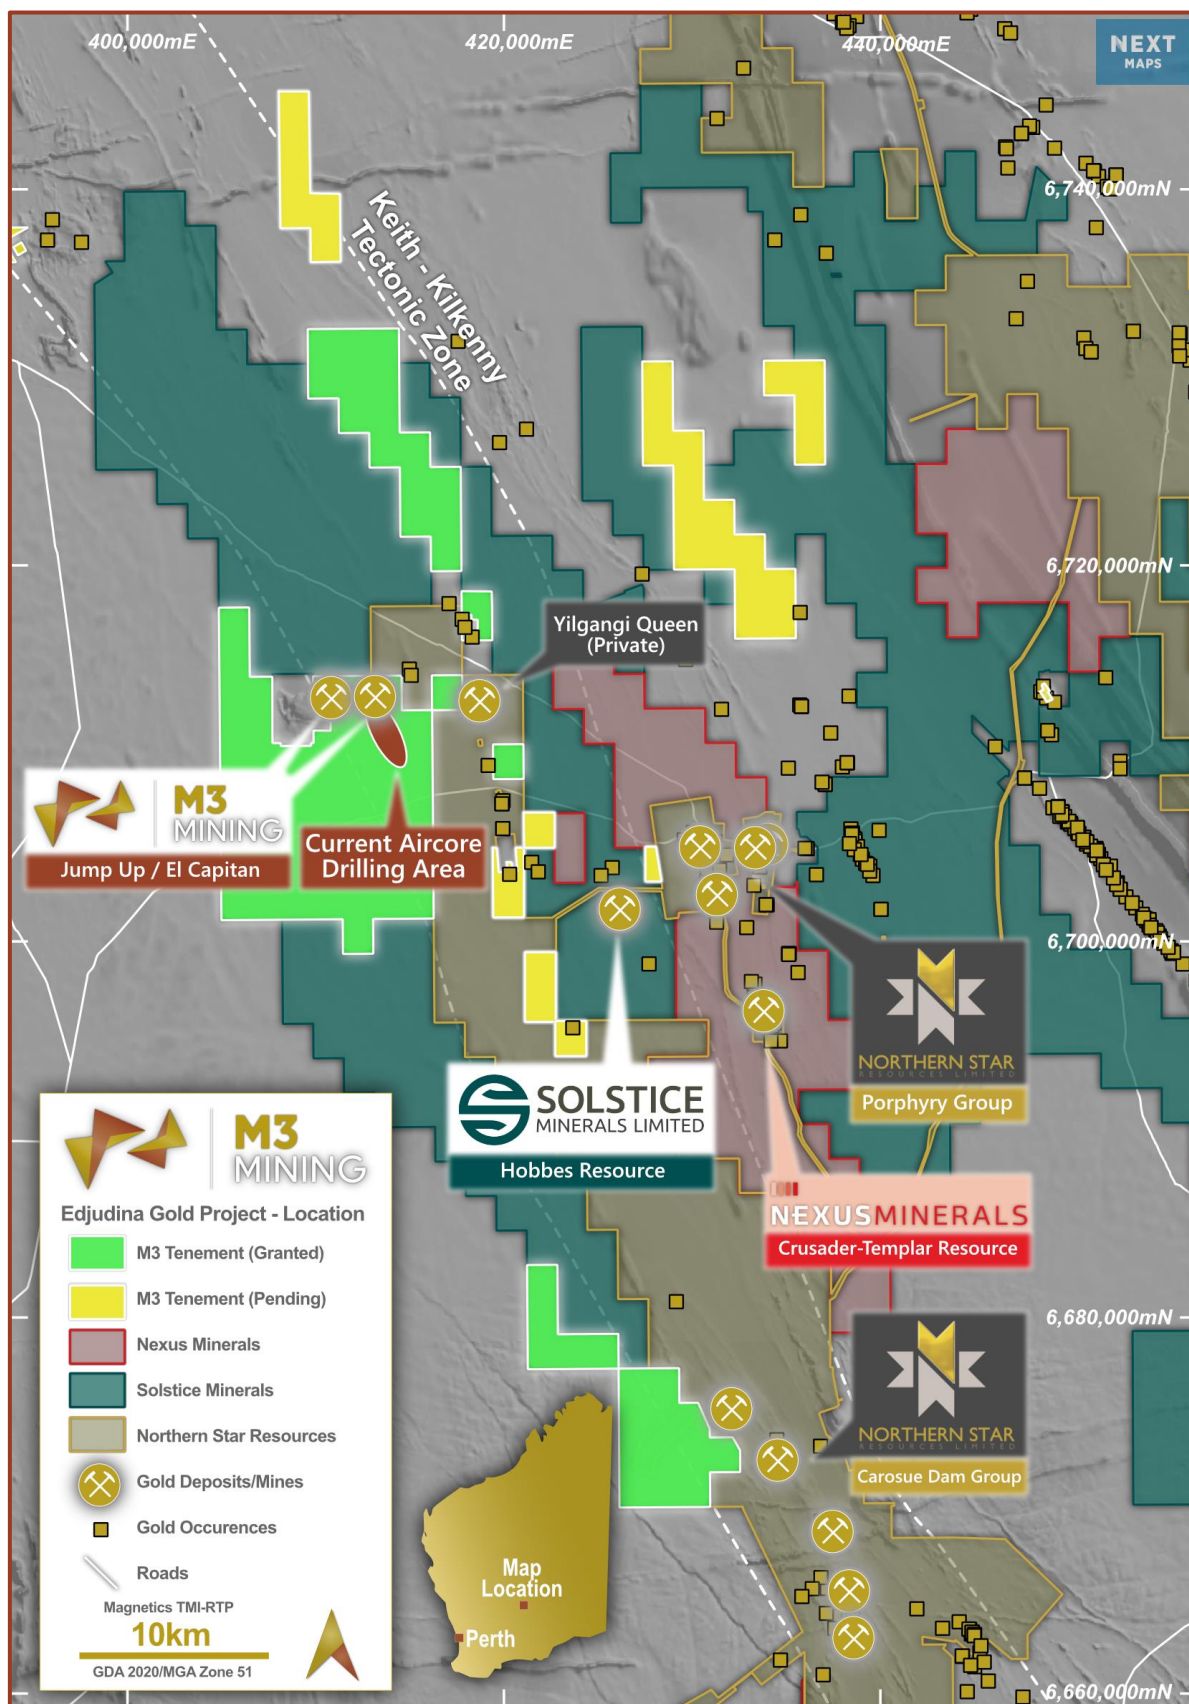 400,000mE
420,000mE
440,000mE
NEXT
MAPS
6,740,000mN
Keith - Kilkenny
Tectonic Zone
6,720,000mN
Yilgangi Queen
(Private)
M3
MINING
Jump Up / El Capitan
Current Aircore
Drilling Area
6,700,000mN
NORTHERN STAR
RESOURCES LIMITED
Porphyry Group
SOLSTICE
MINERALS LIMITED
Hobbes Resource
NEXUSMINERALS
Crusader-Templar Resource
6,680,000mN
NORTHERN STAR
RESOURCES LIMITED
Carosue Dam Group
M3
MINING
Edjudina Gold Project - Location
M3 Tenement (Granted)
M3 Tenement (Pending)
Nexus Minerals
Solstice Minerals
Northern Star Resources
Gold Deposits/Mines
Gold Occurences
Roads
Magnetics TMI-RTP
10km
GDA 2020/MGA Zone 51
Map
Location
Perth
6,660,000mN